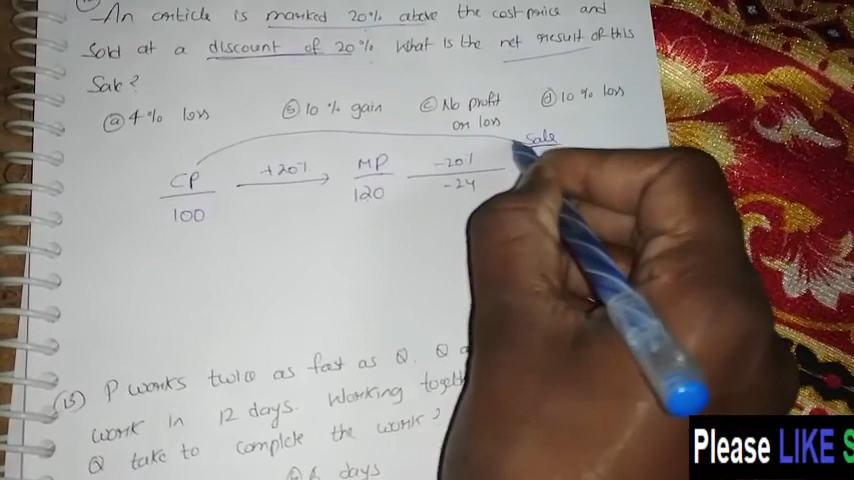 An article is marked 20% above the cost price and
sold at a discount of 20%. What is the net result of this
Sale?
(a) 4% loss (b) 10% gain (c) No profit or loss (d) 10% loss
Sale
CP +20% MP -20%
100 120 -24
(15) P works twice as fast as Q. Q
work in 12 days. Working
Q take to complete the work?
6 days
Please LIKE S